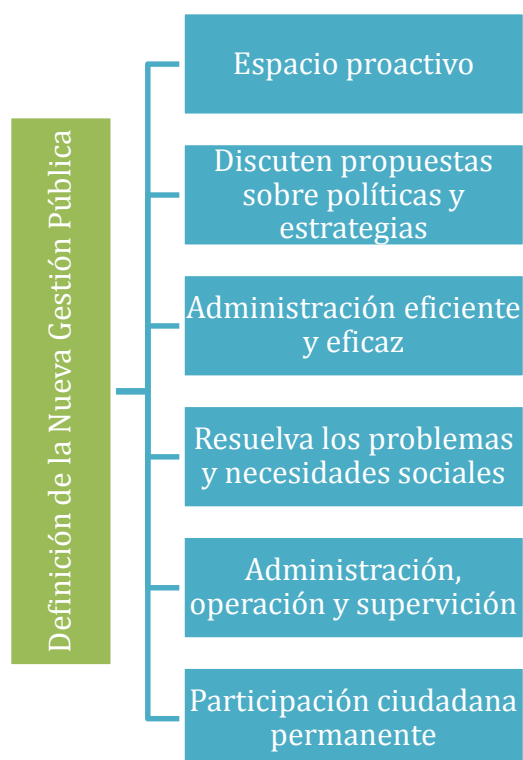 Definición de la Nueva Gestión Pública
Espacio proactivo
Discuten propuestas
sobre políticas y
estrategias
Administración eficiente
y eficaz
Resuelva los problemas
y necesidades sociales
Administración,
operación y supervición
Participación ciudadana
permanente